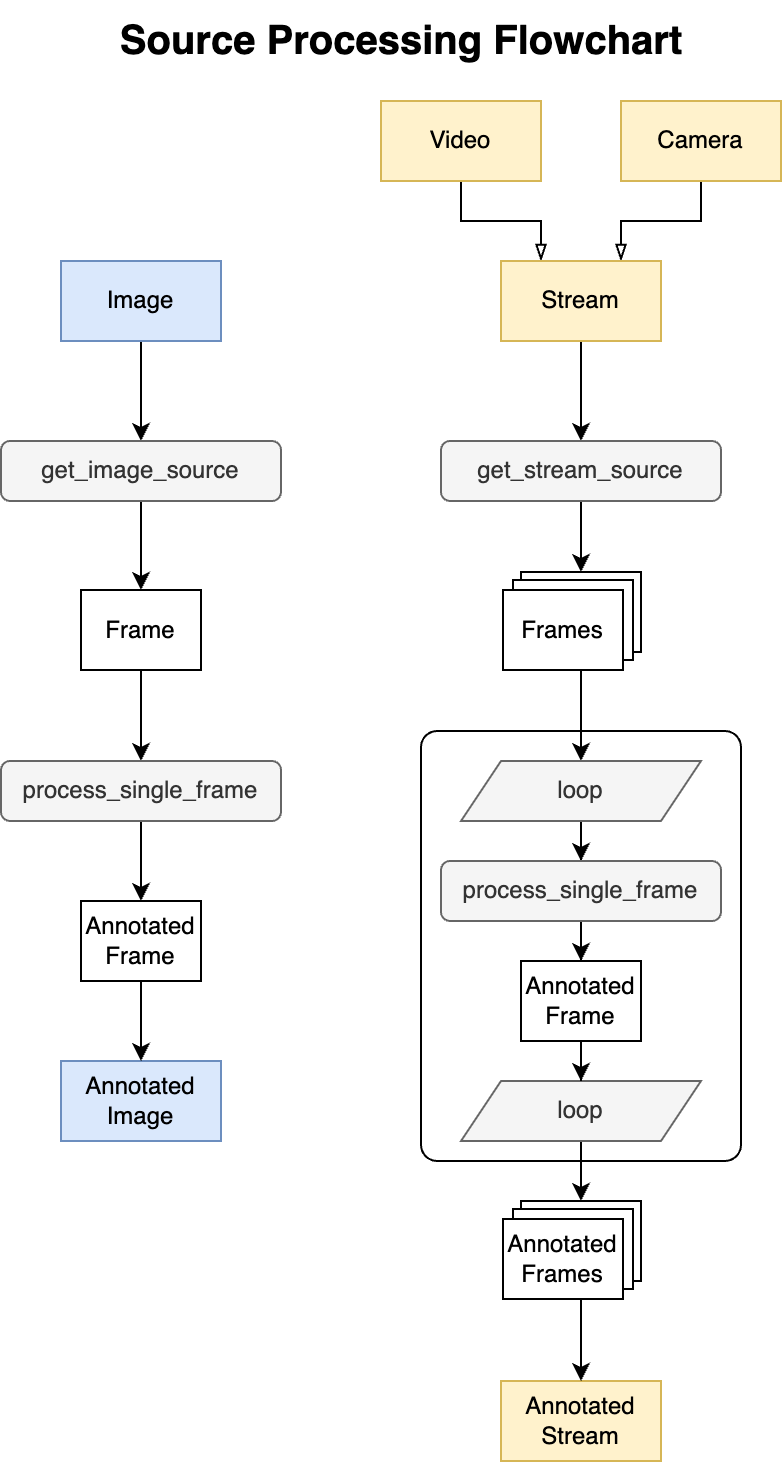 Source Processing Flowchart
Video
Camera
Image
Stream
get_image_source
get_stream_source
Frame
Frames
process_single_frame
loop
process_single_frame
Annotated
Frame
Annotated
Frame
Annotated
Image
loop
Annotated
Frames
Annotated
Stream